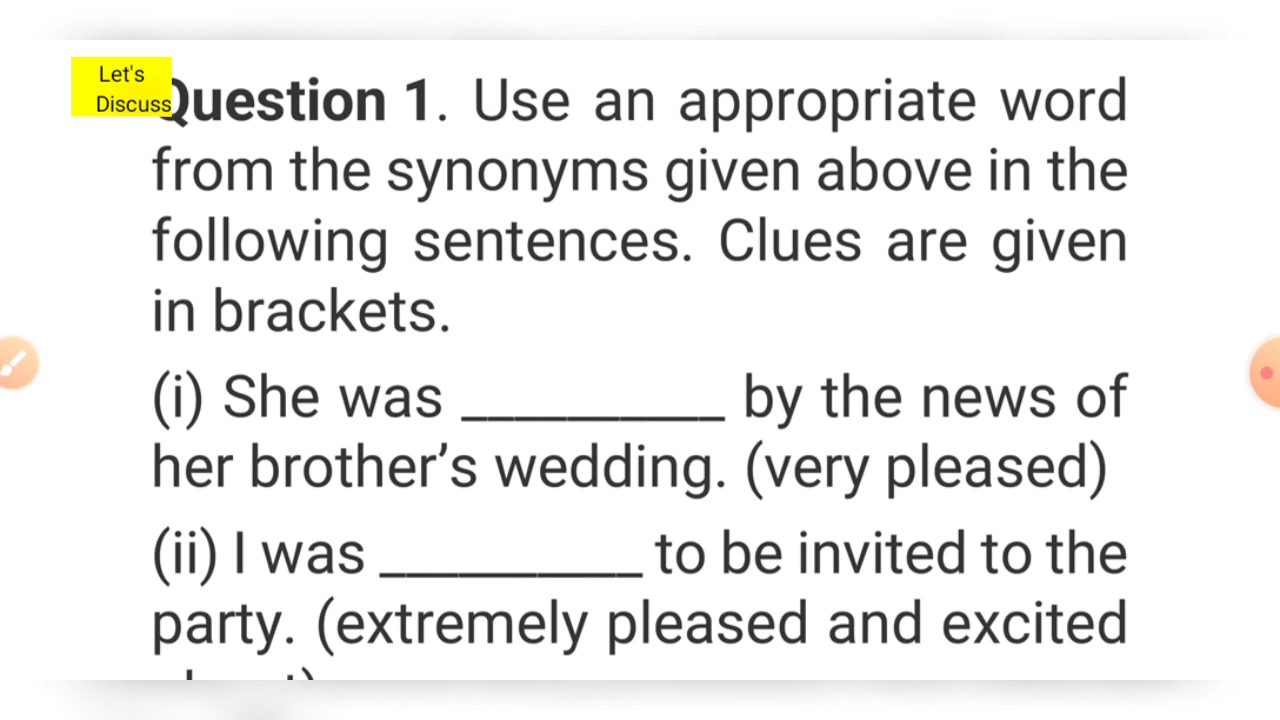 Let's
Discuss
Question 1. Use an appropriate word
from the synonyms given above in the
following sentences. Clues are given
in brackets.
(i) She was __________ by the news of
her brother’s wedding. (very pleased)
(ii) I was __________ to be invited to the
party. (extremely pleased and excited